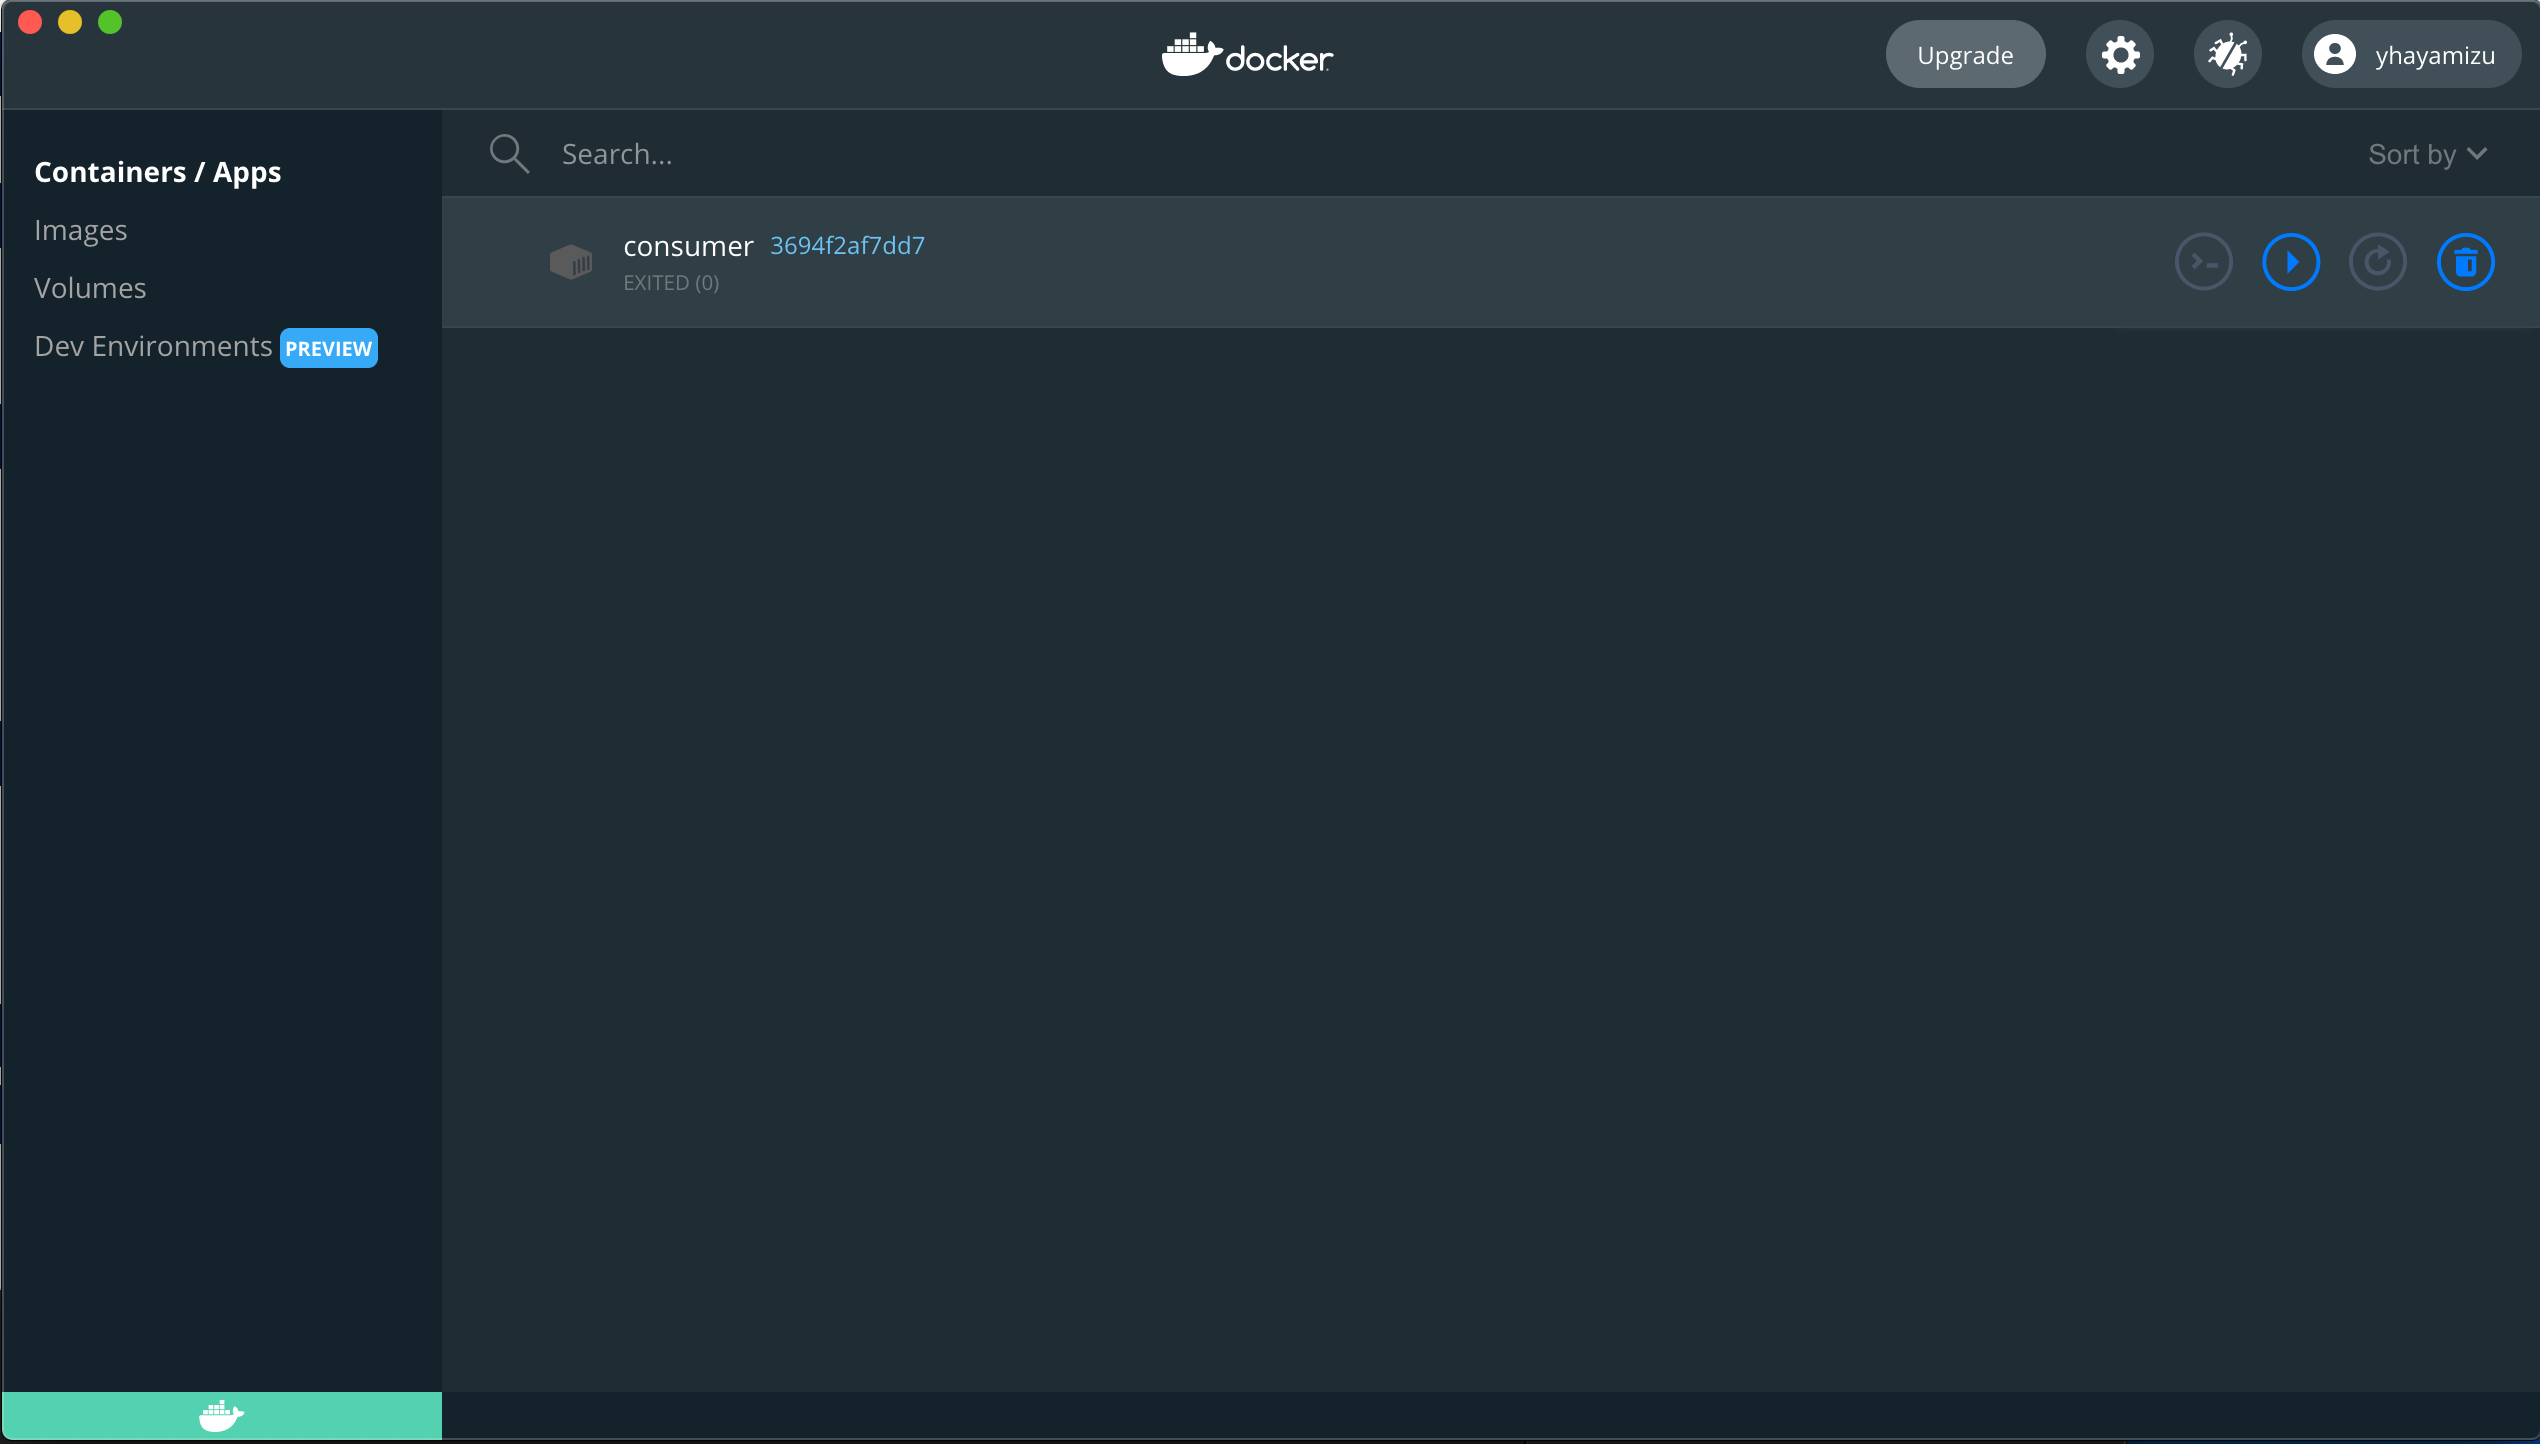 docker
Upgrade
yhayamizu
Containers / Apps
Images
Volumes
Dev Environments PREVIEW
Search...
Sort by
consumer 3694f2af7dd7
EXITED (0)